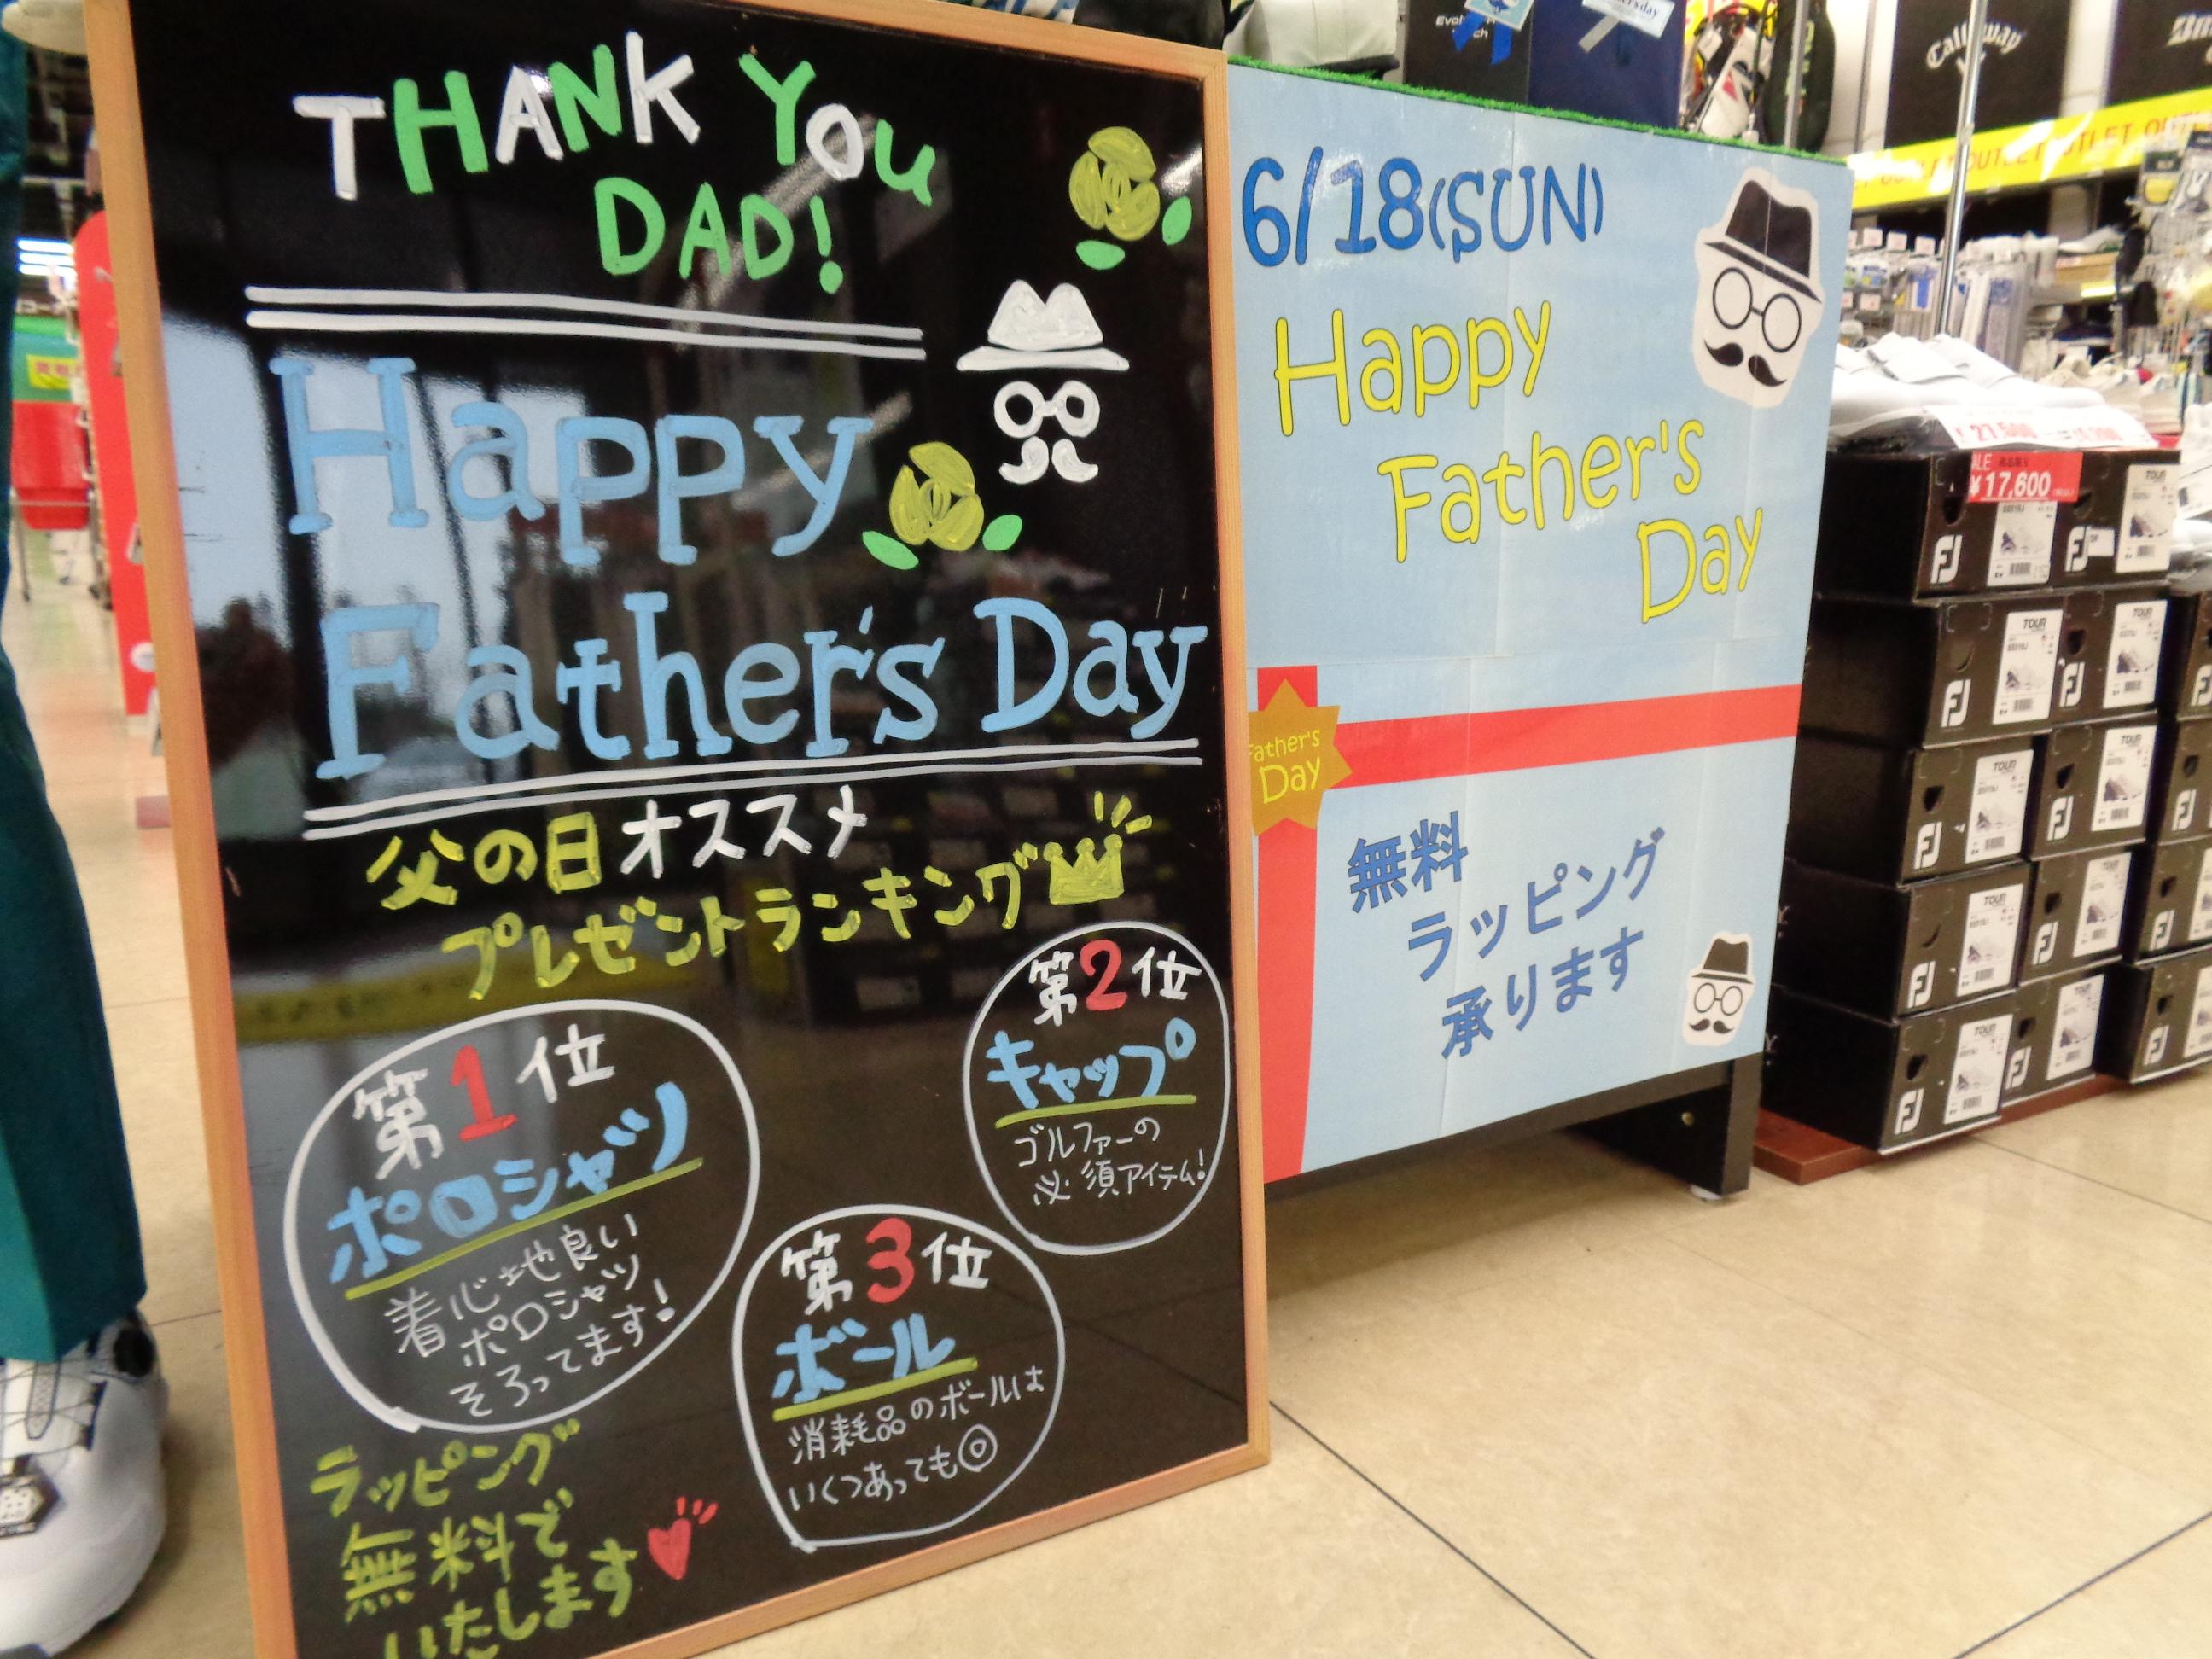 THANK YOU
DAD!
Happy
Father's Day
父の日オススメ
プレゼントランキング
第1位
ポロシャツ
着心地良い
ポロシャツ
そろってます!
第2位
キャップ
ゴルファーの
必須アイテム!
第3位
ボール
消耗品のボールは
いくつあっても◎
ラッピング
無料で
いたします
6/18(SUN)
Happy
Father's
Day
Father's
Day
無料
ラッピング
承ります
Callaway
OUTLET OUTLET
¥17,600
FJ
TOUR